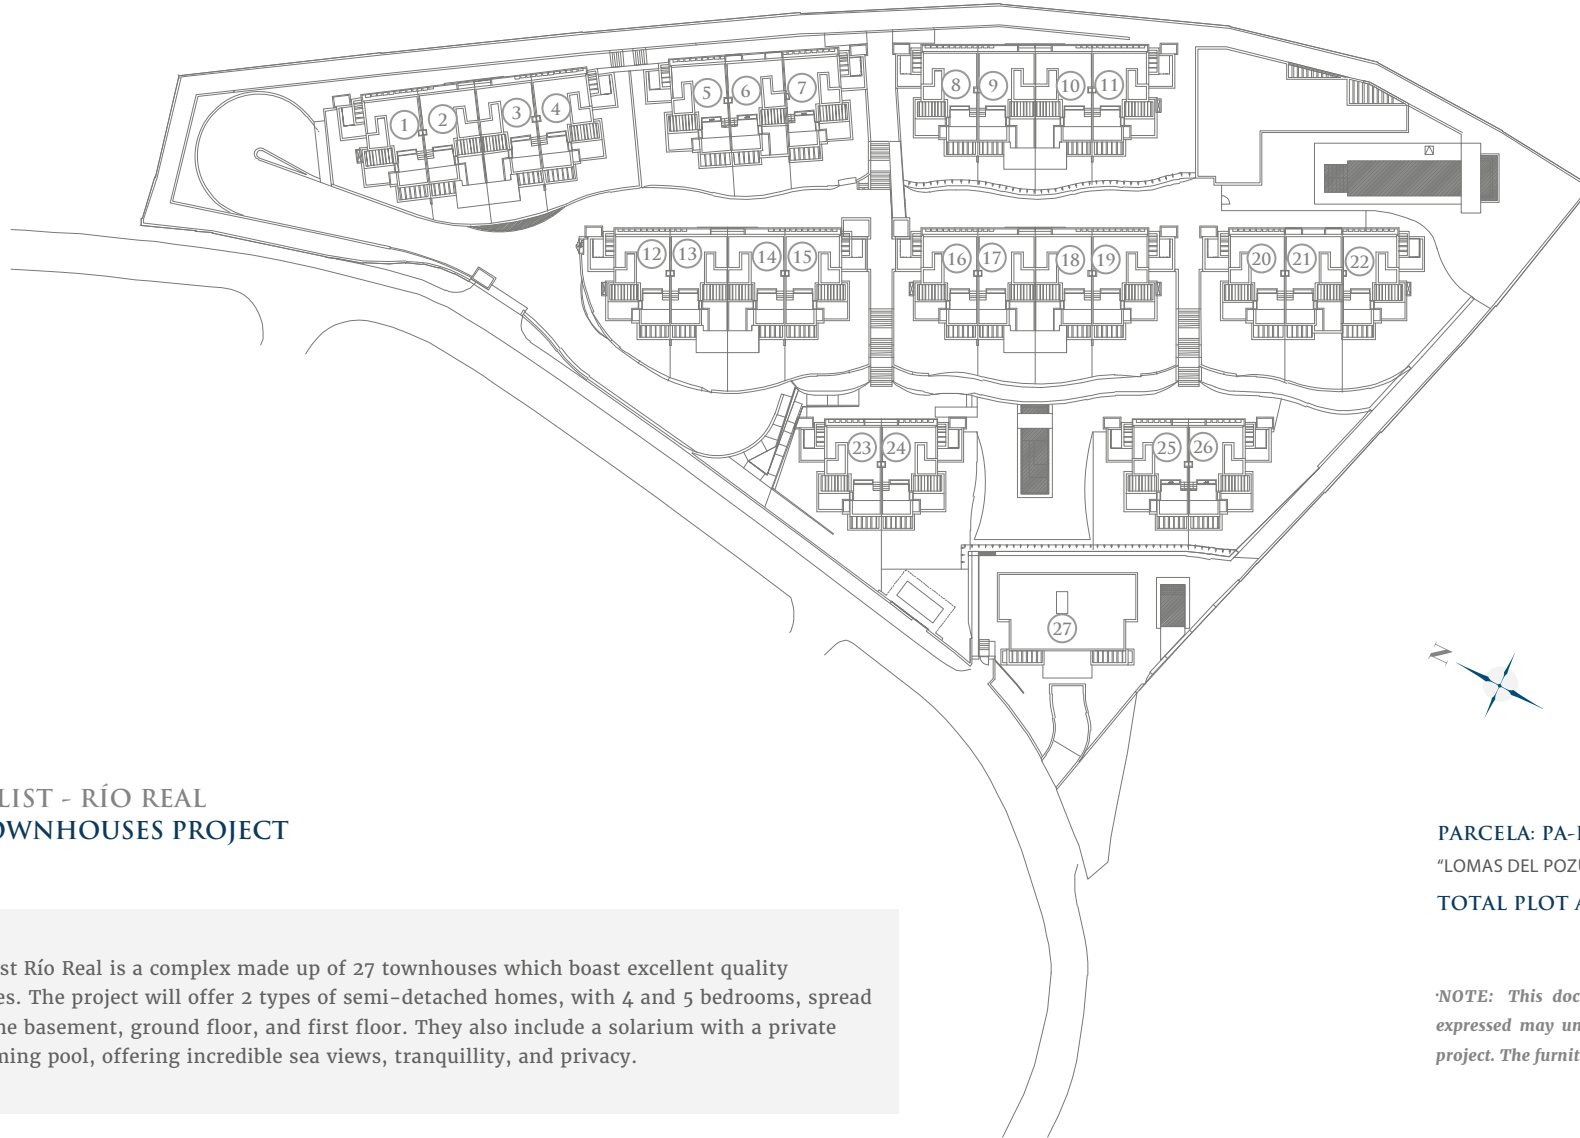 1 2 3 4 5 6 7 8 9 10 11
12 13 14 15 16 17 18 19 20 21 22
23 24 25 26
27
N
LIST - RÍO REAL
OWNHOUSES PROJECT
st Río Real is a complex made up of 27 townhouses which boast excellent quality
es. The project will offer 2 types of semi-detached homes, with 4 and 5 bedrooms, spread
ne basement, ground floor, and first floor. They also include a solarium with a private
ming pool, offering incredible sea views, tranquillity, and privacy.
PARCELA: PA-
"LOMAS DEL POZ
TOTAL PLOT A
·NOTE: This doc
expressed may un
project. The furnit